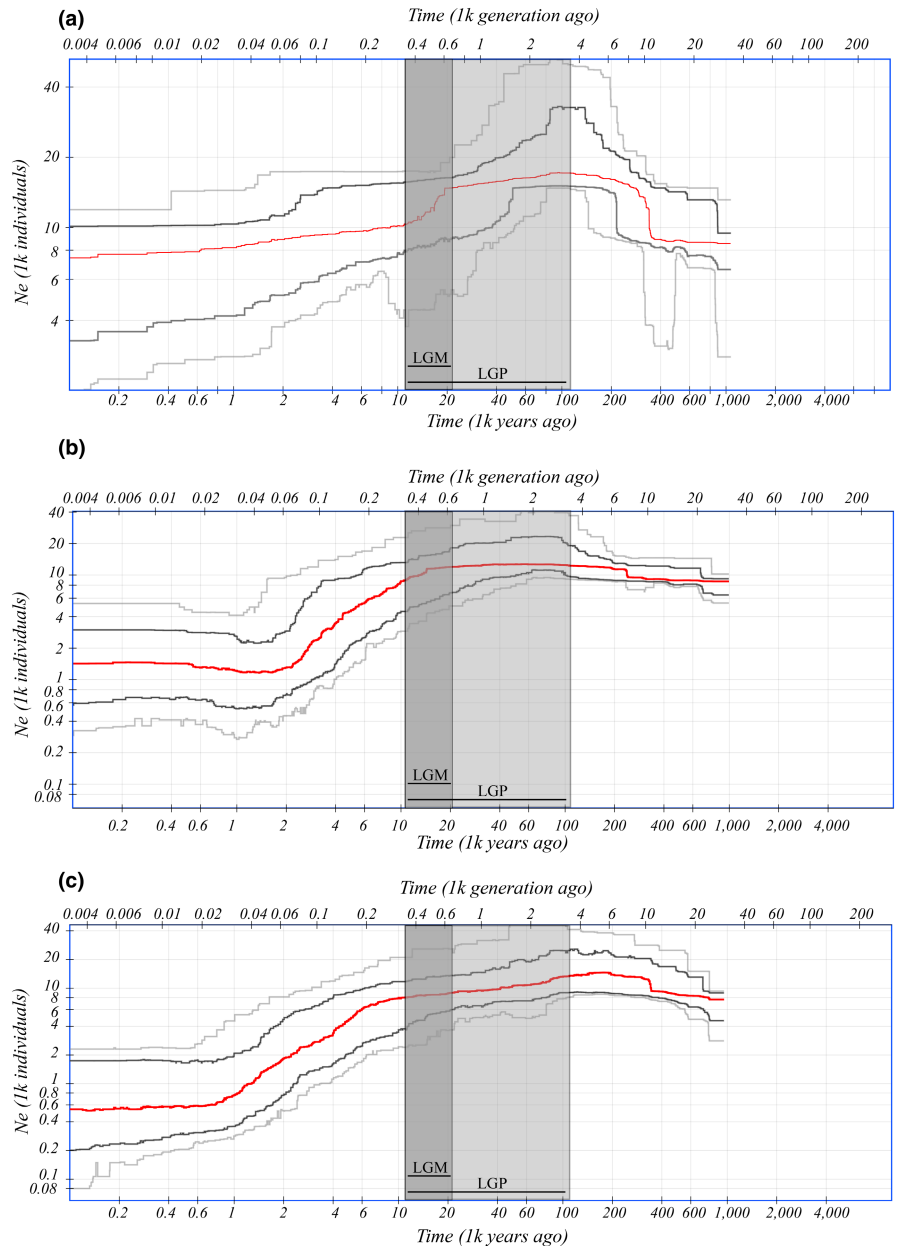 (a)
Time (1k generation ago)
0.004 0.006 0.01 0.02 0.04 0.06 0.1 0.2 0.4 0.6 1 2 4 6 10 20 40 60 100 200
40
20
10
8
6
4
Ne (1k individuals)
LGM
LGP
0.2 0.4 0.6 1 2 4 6 10 20 40 60 100 200 400 600 1,000 2,000 4,000
Time (1k years ago)
(b)
Time (1k generation ago)
0.004 0.006 0.01 0.02 0.04 0.06 0.1 0.2 0.4 0.6 1 2 4 6 10 20 40 60 100 200
40
20
10
8
6
4
2
1
0.8
0.6
0.4
0.2
0.1
0.08
Ne (1k individuals)
LGM
LGP
0.2 0.4 0.6 1 2 4 6 10 20 40 60 100 200 400 600 1,000 2,000 4,000
Time (1k years ago)
(c)
Time (1k generation ago)
0.004 0.006 0.01 0.02 0.04 0.06 0.1 0.2 0.4 0.6 1 2 4 6 10 20 40 60 100 200
40
20
10
8
6
4
2
1
0.8
0.6
0.4
0.2
0.1
0.08
Ne (1k individuals)
LGM
LGP
0.2 0.4 0.6 1 2 4 6 10 20 40 60 100 200 400 600 1,000 2,000 4,000
Time (1k years ago)